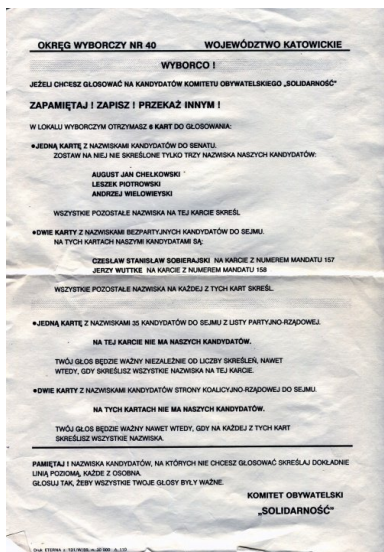 OKRĘG WYBORCZY NR 40 WOJEWÓDZTWO KATOWICKIE
WYBORCO !
JEŻELI CHCESZ GŁOSOWAĆ NA KANDYDATÓW KOMITETU OBYWATELSKIEGO „SOLIDARNOŚĆ"
ZAPAMIĘTAJ ! ZAPISZ ! PRZEKAŻ INNYM !
W LOKALU WYBORCZYM OTRZYMASZ 6 KART DO GŁOSOWANIA:
●JEDNĄ KARTĘ Z NAZWISKAMI KANDYDATÓW DO SENATU.
ZOSTAW NA NIEJ NIE SKREŚLONE TYLKO TRZY NAZWISKA NASZYCH KANDYDATÓW:
AUGUST JAN CHEŁKOWSKI
LESZEK PIOTROWSKI
ANDRZEJ WIELOWIEYSKI
WSZYSTKIE POZOSTAŁE NAZWISKA NA TEJ KARCIE SKREŚL
●DWIE KARTY Z NAZWISKAMI BEZPARTYJNYCH KANDYDATÓW DO SEJMU.
NA TYCH KARTACH NASZYMI KANDYDATAMI SĄ:
CZESŁAW STANISŁAW SOBIERAJSKI NA KARCIE Z NUMEREM MANDATU 157
JERZY WUTTKE NA KARCIE Z NUMEREM MANDATU 158
WSZYSTKIE POZOSTAŁE NAZWISKA NA KAŻDEJ Z TYCH KART SKREŚL.
●JEDNĄ KARTĘ Z NAZWISKAMI 35 KANDYDATÓW DO SEJMU Z LISTY PARTYJNO-RZĄDOWEJ.
NA TEJ KARCIE NIE MA NASZYCH KANDYDATÓW.
TWÓJ GŁOS BĘDZIE WAŻNY NIEZALEŻNIE OD LICZBY SKREŚLEŃ, NAWET
WTEDY, GDY SKREŚLISZ WSZYSTKIE NAZWISKA NA TEJ KARCIE.
●DWIE KARTY Z NAZWISKAMI KANDYDATÓW STRONY KOALICYJNO-RZĄDOWEJ DO SEJMU.
NA TYCH KARTACH NIE MA NASZYCH KANDYDATÓW.
TWÓJ GŁOS BĘDZIE WAŻNY NAWET WTEDY, GDY NA KAŻDEJ Z TYCH KART
SKREŚLISZ WSZYSTKIE NAZWISKA.
PAMIĘTAJ ! NAZWISKA KANDYDATÓW, NA KTÓRYCH NIE CHCESZ GŁOSOWAĆ SKREŚLAJ DOKŁADNIE
LINIĄ POZIOMĄ, KAŻDE Z OSOBNA.
GŁOSUJ TAK, ŻEBY WSZYSTKIE TWOJE GŁOSY BYŁY WAŻNE.
KOMITET OBYWATELSKI
„SOLIDARNOŚĆ"